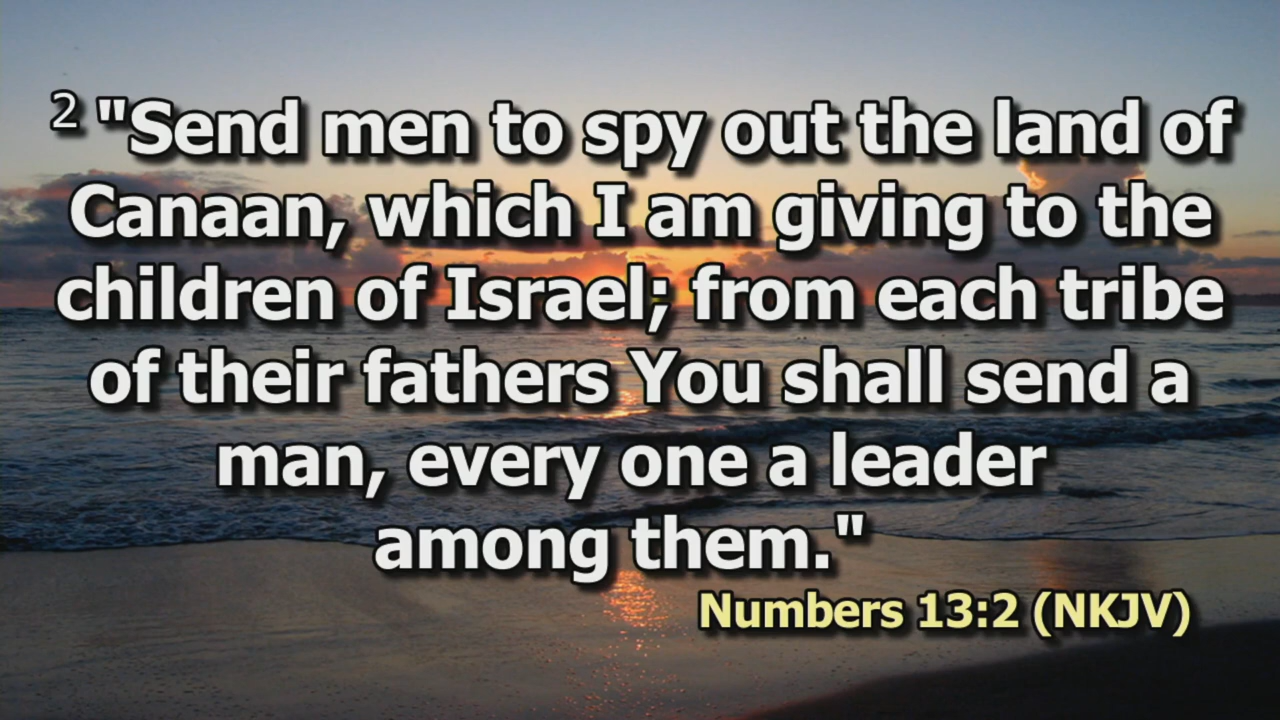 2 "Send men to spy out the land of
Canaan, which I am giving to the
children of Israel; from each tribe
of their fathers You shall send a
man, every one a leader
among them."
Numbers 13:2 (NKJV)